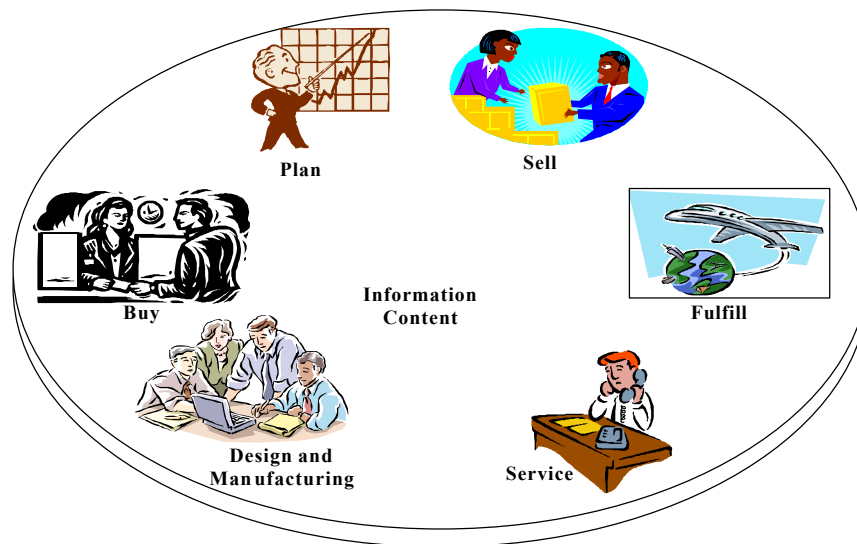 Plan
Sell
Buy
Information
Content
Fulfill
Design and
Manufacturing
Service